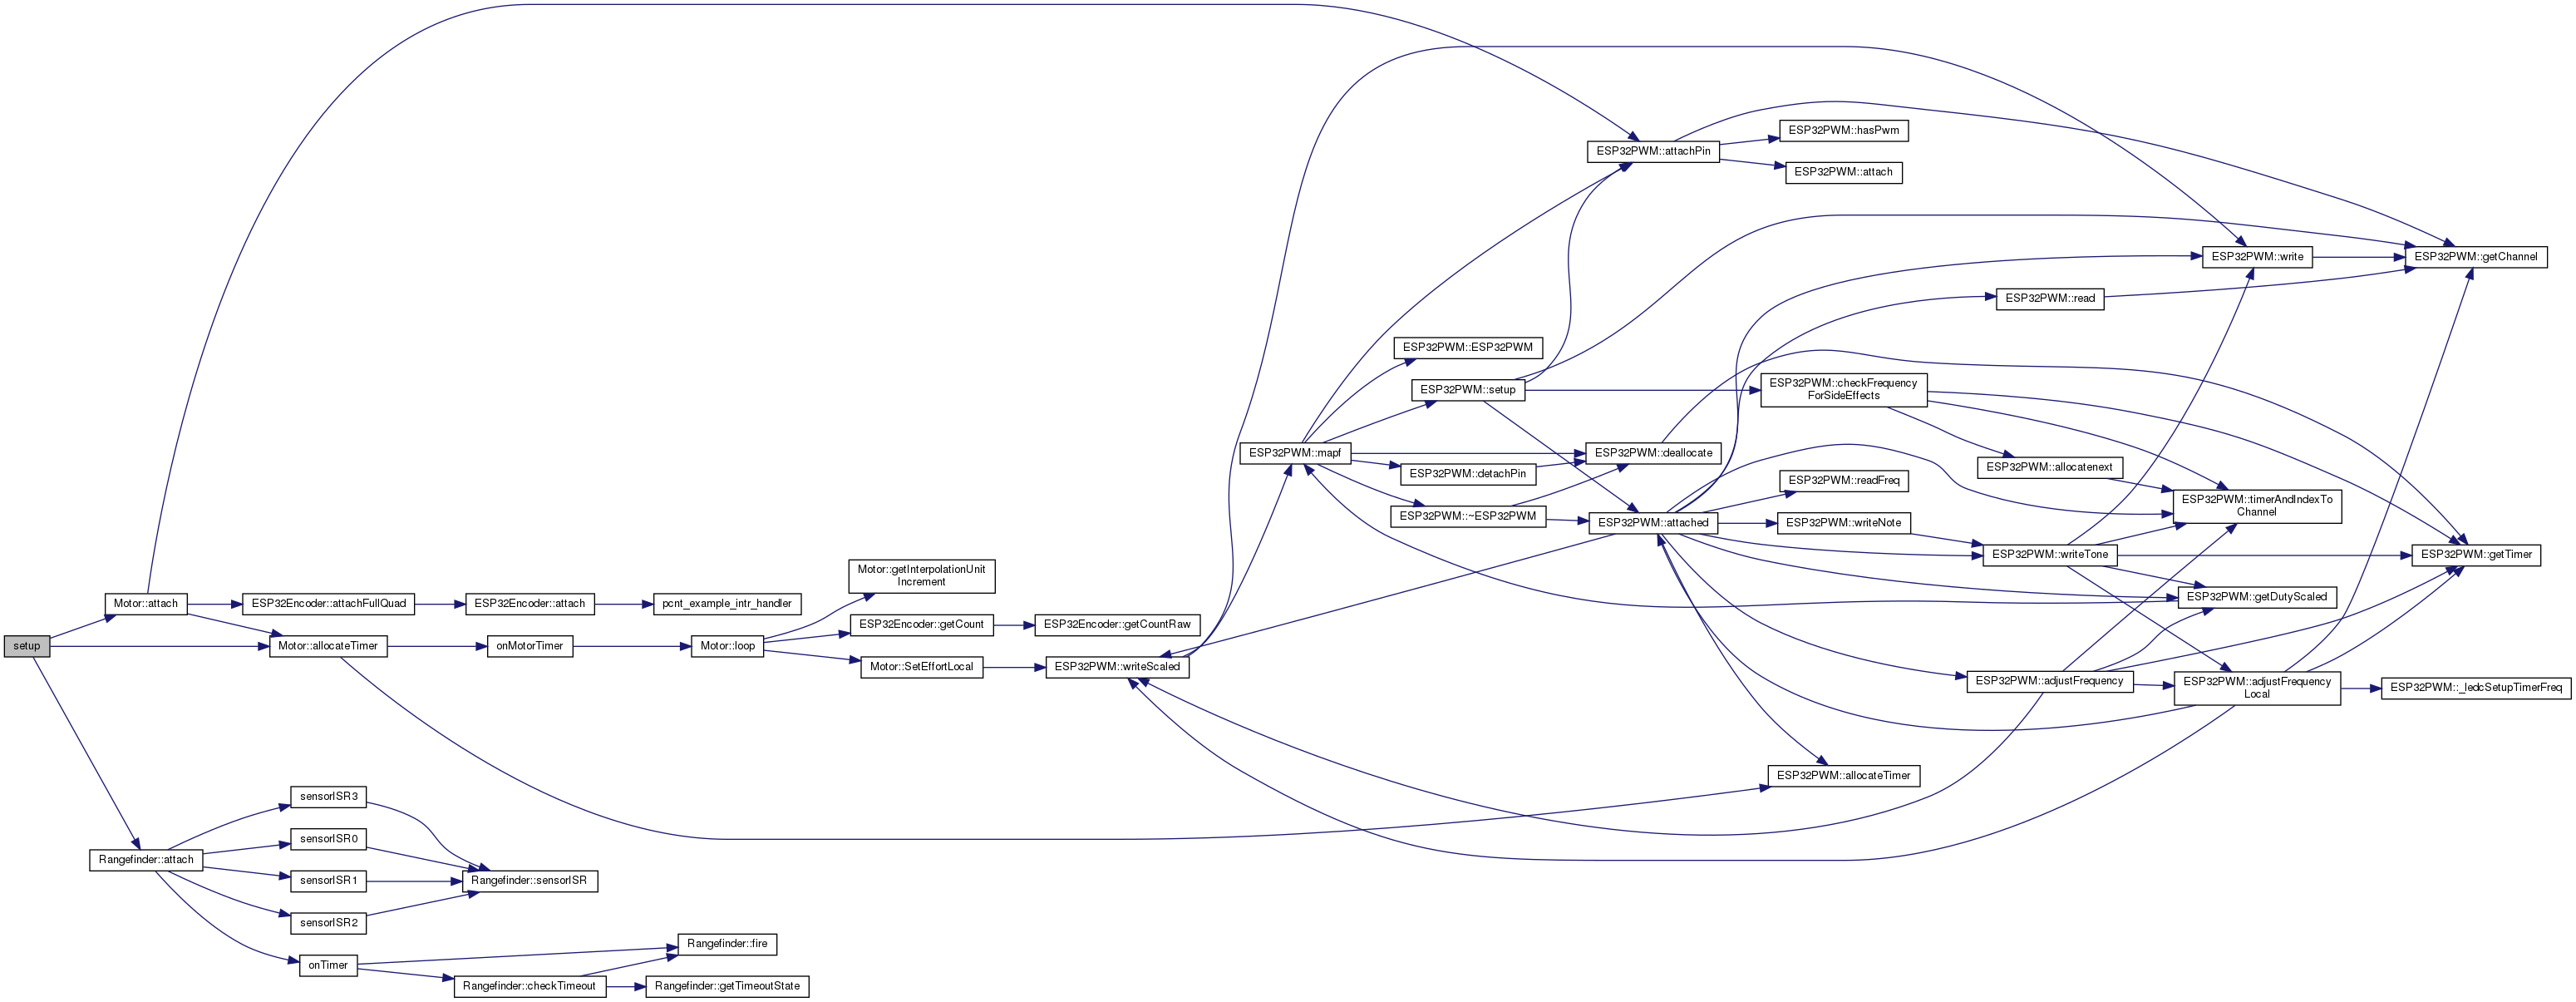 setup
Motor::attach
Motor::allocateTimer
Rangefinder::attach
ESP32Encoder::attachFullQuad
ESP32Encoder::attach
pcnt_example_intr_handler
onMotorTimer
Motor::loop
Motor::getInterpolationUnit
Increment
ESP32Encoder::getCount
ESP32Encoder::getCountRaw
Motor::SetEffortLocal
ESP32PWM::writeScaled
sensorISR3
sensorISR0
sensorISR1
sensorISR2
Rangefinder::sensorISR
onTimer
Rangefinder::fire
Rangefinder::checkTimeout
Rangefinder::getTimeoutState
ESP32PWM::mapf
ESP32PWM::ESP32PWM
ESP32PWM::setup
ESP32PWM::detachPin
ESP32PWM::~ESP32PWM
ESP32PWM::attachPin
ESP32PWM::deallocate
ESP32PWM::attached
ESP32PWM::hasPwm
ESP32PWM::attach
ESP32PWM::checkFrequency
ForSideEffects
ESP32PWM::readFreq
ESP32PWM::writeNote
ESP32PWM::allocateTimer
ESP32PWM::read
ESP32PWM::allocatenext
ESP32PWM::writeTone
ESP32PWM::adjustFrequency
ESP32PWM::write
ESP32PWM::timerAndIndexTo
Channel
ESP32PWM::getDutyScaled
ESP32PWM::adjustFrequency
Local
ESP32PWM::getChannel
ESP32PWM::getTimer
ESP32PWM::_ledcSetupTimerFreq